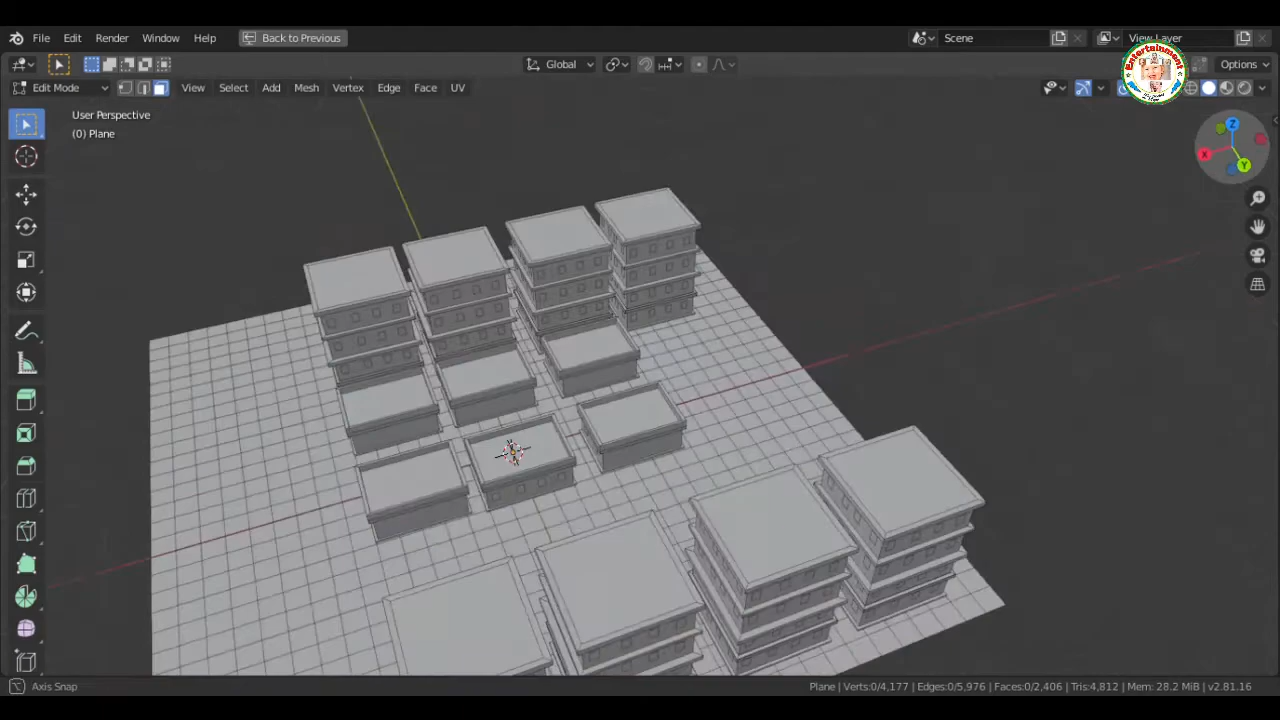 File Edit Render Window Help Back to Previous Scene View Layer
Global Options
Edit Mode View Select Add Mesh Vertex Edge Face UV
Entertainment
User Perspective
(0) Plane
Z
X
Y
Axis Snap
Plane | Verts:0/4,177 | Edges:0/5,976 | Faces:0/2,406 | Tris:4,812 | Mem: 28.2 MiB | v2.81.16